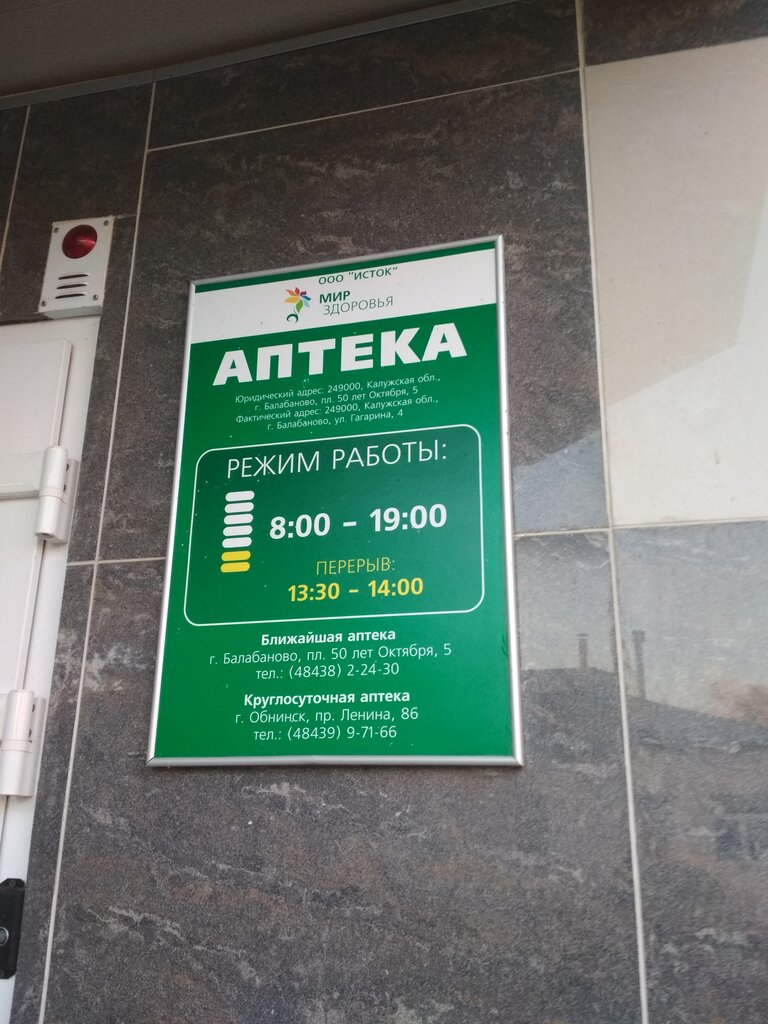 ООО "ИСТОК"
МИР
ЗДОРОВЬЯ
АПТЕКА
Юридический адрес: 249000, Калужская обл.,
г. Балабаново, пл. 50 лет Октября, 5
Фактический адрес: 249000, Калужская обл.,
г. Балабаново, ул. Гагарина, 4
РЕЖИМ РАБОТЫ:
8:00 – 19:00
ПЕРЕРЫВ:
13:30 – 14:00
Ближайшая аптека
г. Балабаново, пл. 50 лет Октября, 5
тел.: (48438) 2-24-30
Круглосуточная аптека
г. Обнинск, пр. Ленина, 86
тел.: (48439) 9-71-66